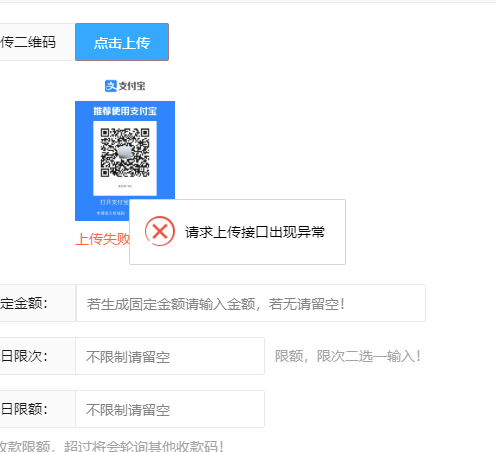 传二维码
点击上传
支付宝
推荐使用支付宝
打开支付宝
上传失败
请求上传接口出现异常
定金额:
若生成固定金额请输入金额，若无请留空!
日限次:
不限制请留空
限额，限次二选一输入!
日限额:
不限制请留空
收款限额，超过将会轮询其他收款码!